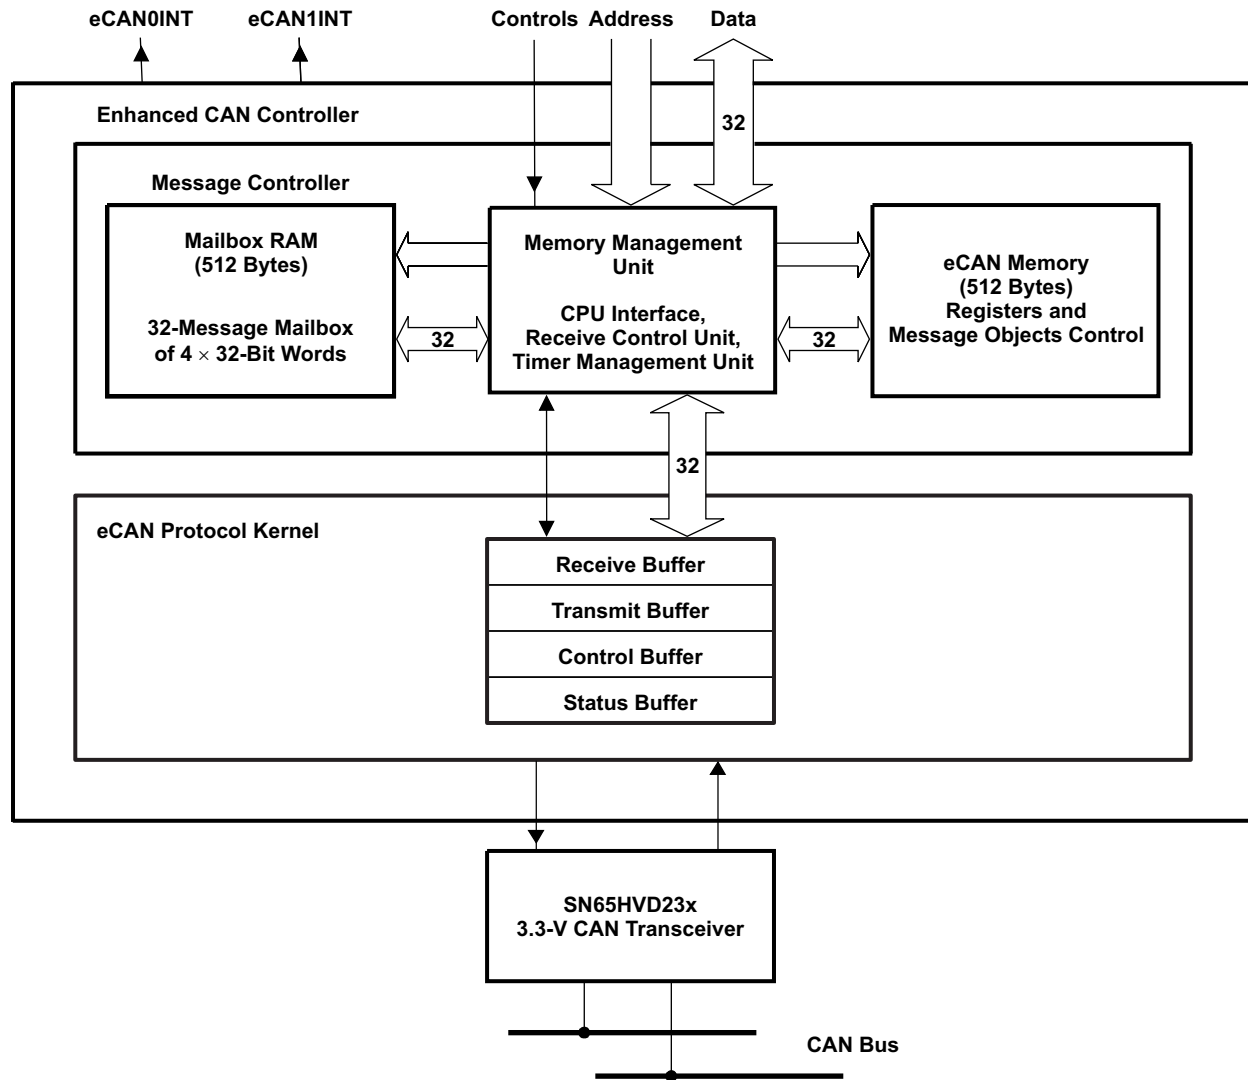 eCAN0INT
eCAN1INT
Controls
Address
Data
32
Enhanced CAN Controller
Message Controller
Mailbox RAM
(512 Bytes)
32-Message Mailbox
of 4 × 32-Bit Words
32
Memory Management
Unit
CPU Interface,
Receive Control Unit,
Timer Management Unit
32
eCAN Memory
(512 Bytes)
Registers and
Message Objects Control
32
eCAN Protocol Kernel
Receive Buffer
Transmit Buffer
Control Buffer
Status Buffer
SN65HVD23x
3.3-V CAN Transceiver
CAN Bus